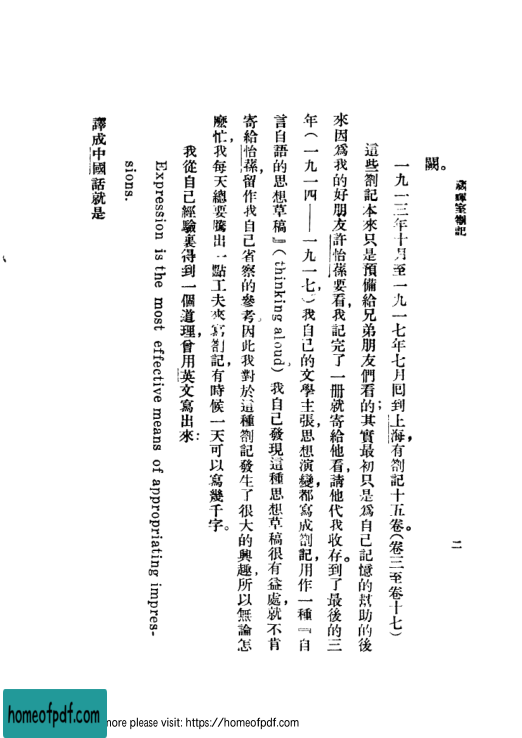 藏暉室劄記
二
闕。
一九一三年十月至一九一七年七月回到上海,有劄記十五卷。(卷三至卷十七)
這些劄記本來只是預備給兄弟朋友們看的;其實最初只是爲自己記憶的幫助的,後
來因爲我的好朋友許怡蓀要看,我記完了一册就寄給他看,請他代我收存。到了最後的三
年(一九一四——一九一七),我自己的文學主張,思想演變,都寫成劄記,用作一種『自
言自語的思想草稿』(thinking aloud)。我自己發現這種思想草稿很有益處,就不肯
寄給怡蓀,留作我自己省察的參考。因此我對於這種劄記發生了很大的興趣,所以無論怎
麼忙,我每天總要騰出一點工夫來寫劄記,有時候一天可以寫幾千字。
我從自己經驗裏得到一個道理,曾用英文寫出來:
Expression is the most effective means of appropriating impres-
sions.
譯成中國話就是
homeofpdf.com
more please visit: https://homeofpdf.com